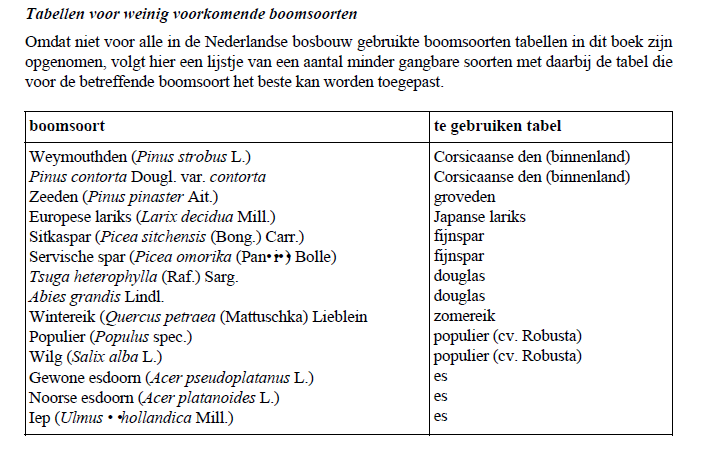 Tabellen voor weinig voorkomende boomsoorten
Omdat niet voor alle in de Nederlandse bosbouw gebruikte boomsoorten tabellen in dit boek zijn
opgenomen, volgt hier een lijstje van een aantal minder gangbare soorten met daarbij de tabel die
voor de betreffende boomsoort het beste kan worden toegepast.
boomsoort te gebruiken tabel
Weymouthden (Pinus strobus L.) Corsicaanse den (binnenland)
Pinus contorta Dougl. var. contorta Corsicaanse den (binnenland)
Zeeden (Pinus pinaster Ait.) groveden
Europese lariks (Larix decidua Mill.) Japanse lariks
Sitkaspar (Picea sitchensis (Bong.) Carr.) fijnspar
Servische spar (Picea omorika Bolle) fijnspar
Tsuga heterophylla (Raf.) Sarg. douglas
Abies grandis Lindl. douglas
Wintereik (Quercus petraea (Mattuschka) Lieblein zomereik
Populier (Populus spec.) populier (cv. Robusta)
Wilg (Salix alba L.) populier (cv. Robusta)
Gewone esdoorn (Acer pseudoplatanus L.) es
Noorse esdoorn (Acer platanoides L.) es
Iep (Ulmus • •hollandica Mill.) es